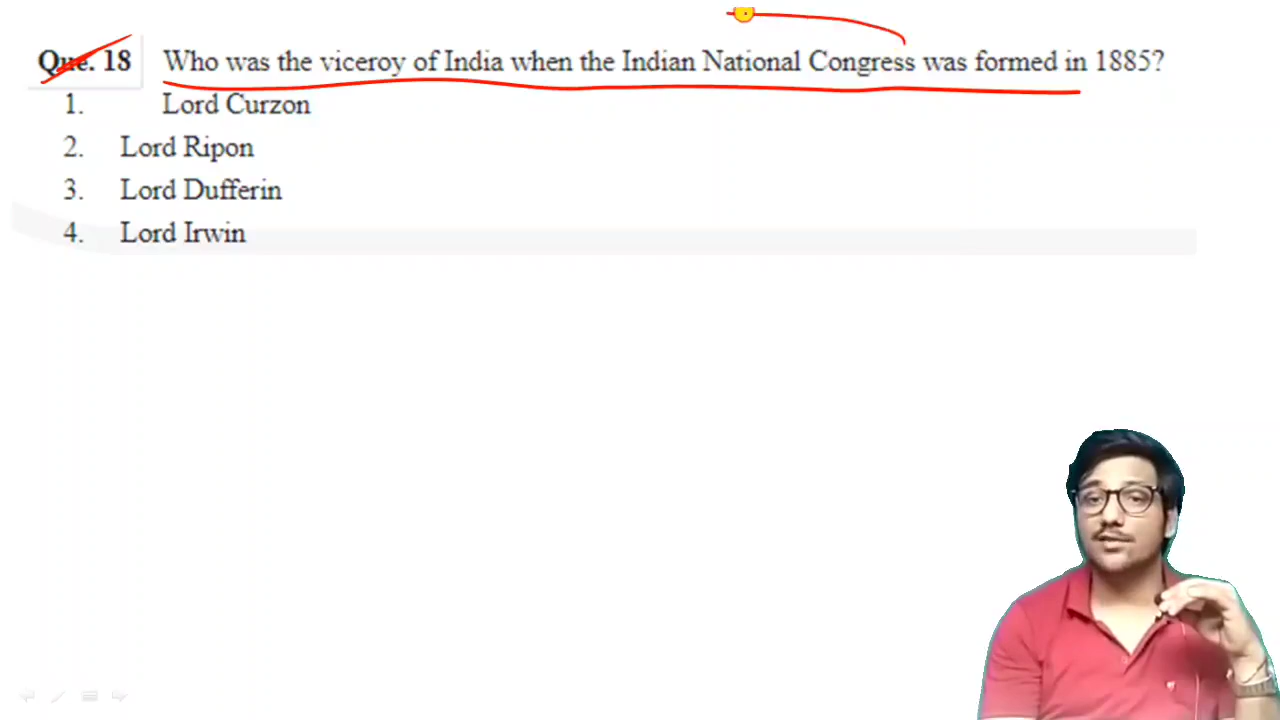 Que. 18 Who was the viceroy of India when the Indian National Congress was formed in 1885?
1. Lord Curzon
2. Lord Ripon
3. Lord Dufferin
4. Lord Irwin